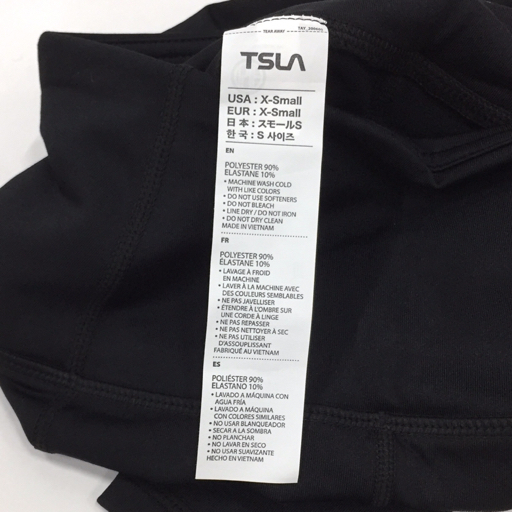 TEAR AWAY
TSLA
USA : X-Small
EUR : X-Small
日 本 : スモールS
한 국 : S 사이즈
EN
POLYESTER 90%
ELASTANE 10%
• MACHINE WASH COLD
WITH LIKE COLORS
• DO NOT USE SOFTENERS
• DO NOT BLEACH
• LINE DRY / DO NOT IRON
• DO NOT DRY CLEAN
MADE IN VIETNAM
FR
POLYESTER 90%
ÉLASTANE 10%
• LAVAGE À FROID
EN MACHINE
• LAVER À LA MACHINE AVEC
DES COULEURS SEMBLABLES
• NE PAS JAVELLISER
• ÉTENDRE À L'OMBRE SUR
UNE CORDE À LINGE
• NE PAS REPASSER
• NE PAS NETTOYER À SEC
• NE PAS UTILISER
D'ASSOUPLISSANT
FABRIQUÉ AU VIETNAM
ES
POLIÉSTER 90%
ELASTANO 10%
• LAVADO A MÁQUINA CON
AGUA FRÍA
• LAVADO A MÁQUINA
CON COLORES SIMILARES
• NO USAR BLANQUEADOR
• SECAR A LA SOMBRA
• NO PLANCHAR
• NO LAVAR EN SECO
• NO USAR SUAVIZANTE
HECHO EN VIETNAM